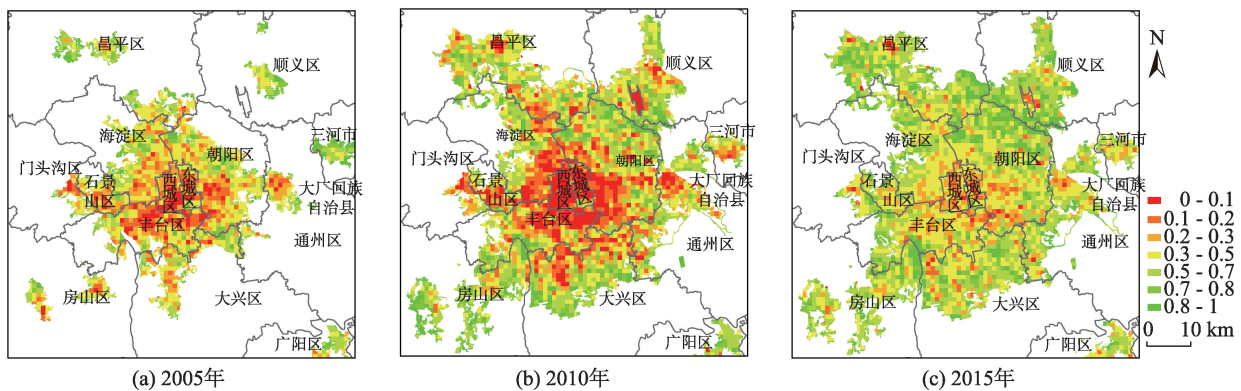 昌平区
顺义区
海淀区
三河市
朝阳区
门头沟区
石景
山区
西城区
东城区
大厂回族
自治县
丰台区
通州区
房山区
大兴区
广阳区
(a) 2005年
昌平区
顺义区
海淀区
三河市
朝阳区
门头沟区
石景
山区
西城区
东城区
大厂回族
自治县
丰台区
通州区
房山区
大兴区
广阳区
(b) 2010年
昌平区
顺义区
海淀区
三河市
朝阳区
门头沟区
石景
山区
西城区
东城区
大厂回族
自治县
丰台区
通州区
房山区
大兴区
广阳区
(c) 2015年
N
0 - 0.1
0.1 - 0.2
0.2 - 0.3
0.3 - 0.5
0.5 - 0.7
0.7 - 0.8
0.8 - 1
0 10 km